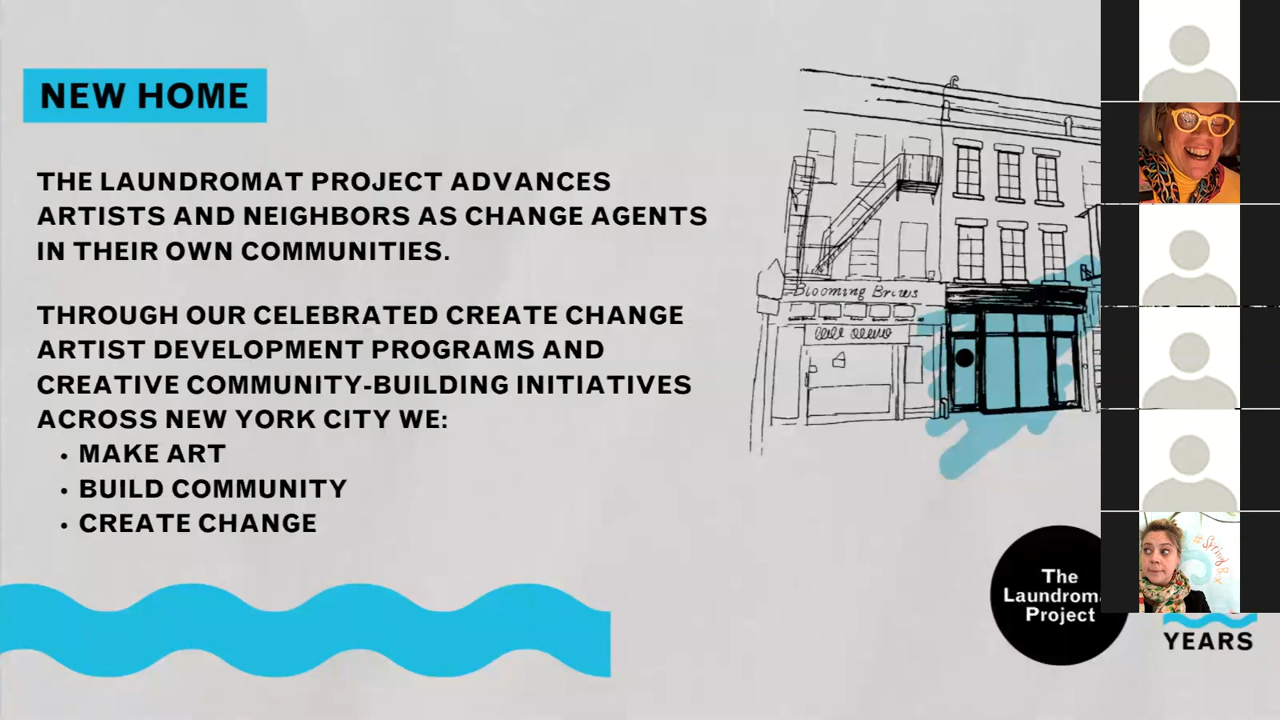 NEW HOME
THE LAUNDROMAT PROJECT ADVANCES
ARTISTS AND NEIGHBORS AS CHANGE AGENTS
IN THEIR OWN COMMUNITIES.
THROUGH OUR CELEBRATED CREATE CHANGE
ARTIST DEVELOPMENT PROGRAMS AND
CREATIVE COMMUNITY-BUILDING INITIATIVES
ACROSS NEW YORK CITY WE:
• MAKE ART
• BUILD COMMUNITY
• CREATE CHANGE
Blooming Brews
The
Laundroma
Project
YEARS